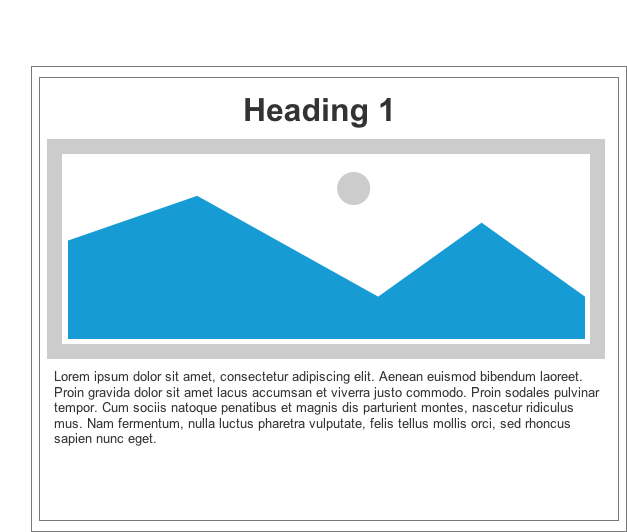 Heading 1
Lorem ipsum dolor sit amet, consectetur adipiscing elit. Aenean euismod bibendum laoreet.
Proin gravida dolor sit amet lacus accumsan et viverra justo commodo. Proin sodales pulvinar
tempor. Cum sociis natoque penatibus et magnis dis parturient montes, nascetur ridiculus
mus. Nam fermentum, nulla luctus pharetra vulputate, felis tellus mollis orci, sed rhoncus
sapien nunc eget.